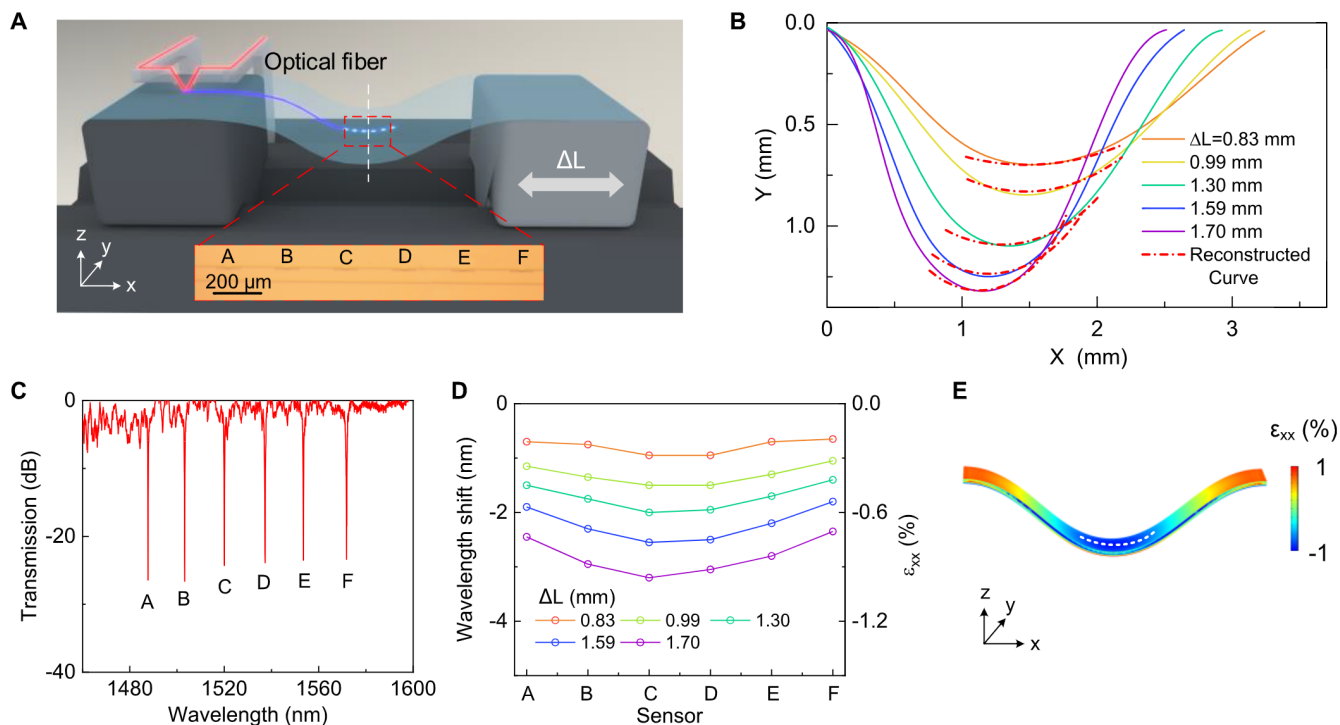 A
Optical fiber
ΔL
z
y
x
A B C D E F
200 µm
B
0.0
0.5
1.0
Y (mm)
0 1 2 3
X (mm)
ΔL=0.83 mm
0.99 mm
1.30 mm
1.59 mm
1.70 mm
Reconstructed
Curve
C
0
-20
-40
Transmission (dB)
A B C D E F
1480 1520 1560 1600
Wavelength (nm)
D
0
-2
-4
Wavelength shift (nm)
0.0
-0.6
-1.2
εxx (%)
ΔL (mm)
0.83 0.99 1.30
1.59 1.70
A B C D E F
Sensor
E
εxx (%)
1
-1
z
y
x